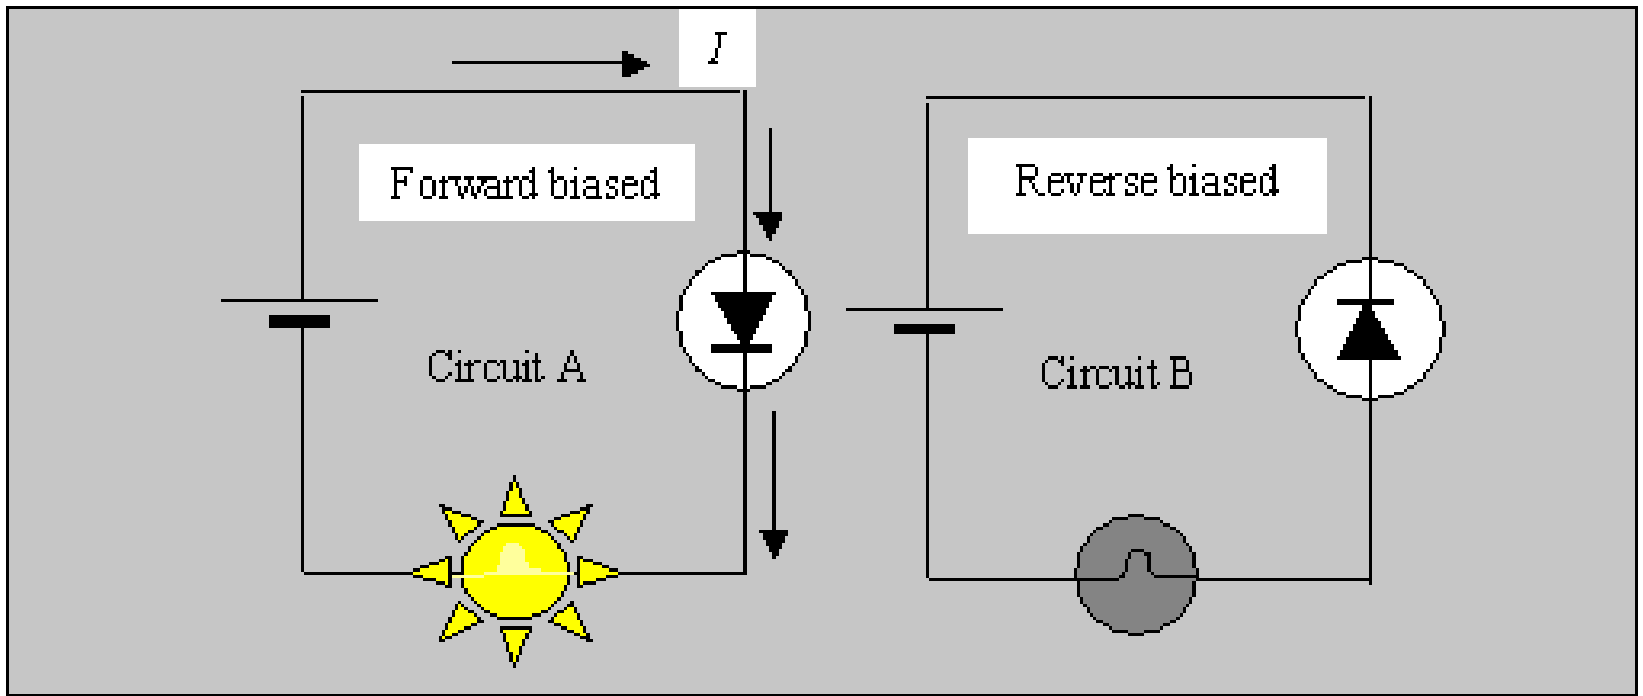 I
Forward biased
Reverse biased
Circuit A
Circuit B